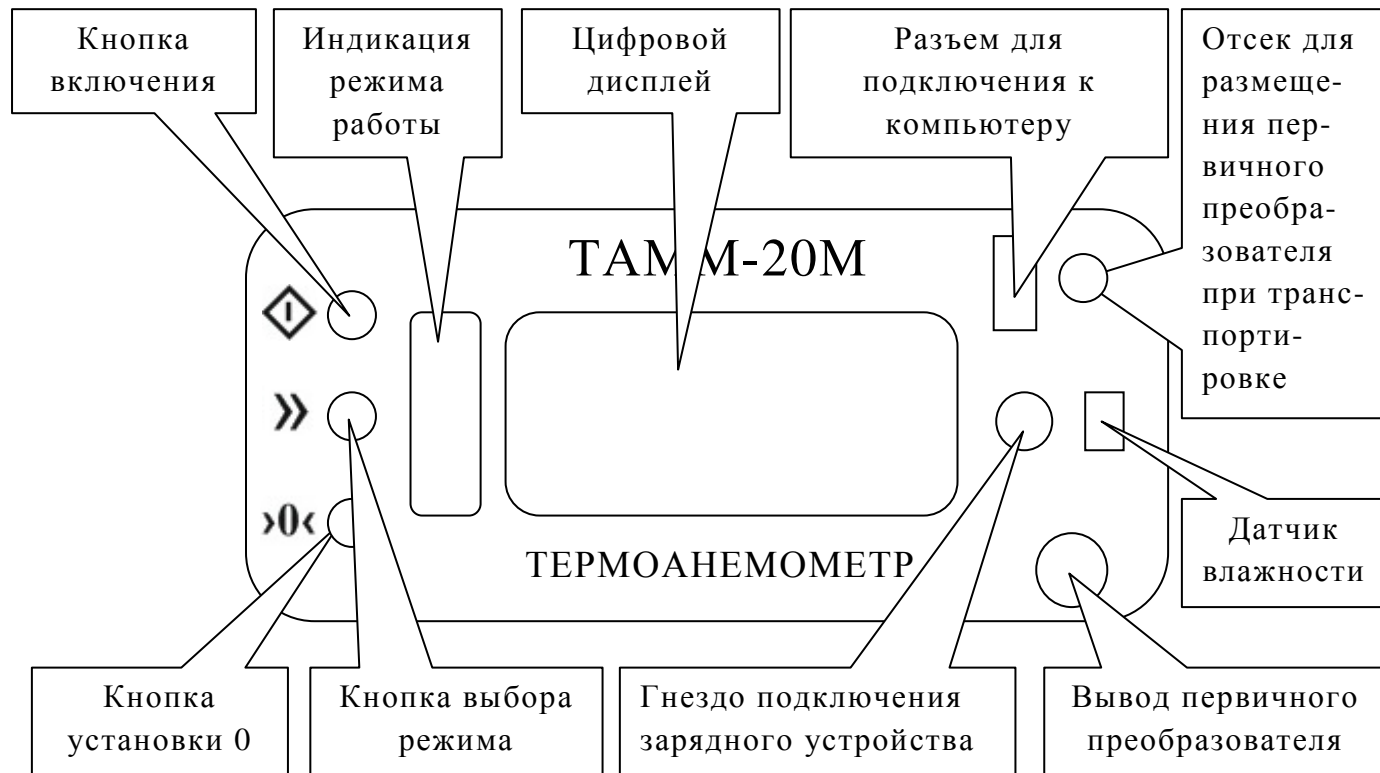 Кнопка
включения
Индикация
режима
работы
Цифровой
дисплей
Разъем для
подключения к
компьютеру
Отсек для
размеще-
ния пер-
вичного
преобра-
зователя
при транс-
порти-
ровке
ТАММ-20М
»
›0‹
ТЕРМОАНЕМОМЕТР
Датчик
влажности
Кнопка
установки 0
Кнопка выбора
режима
Гнездо подключения
зарядного устройства
Вывод первичного
преобразователя